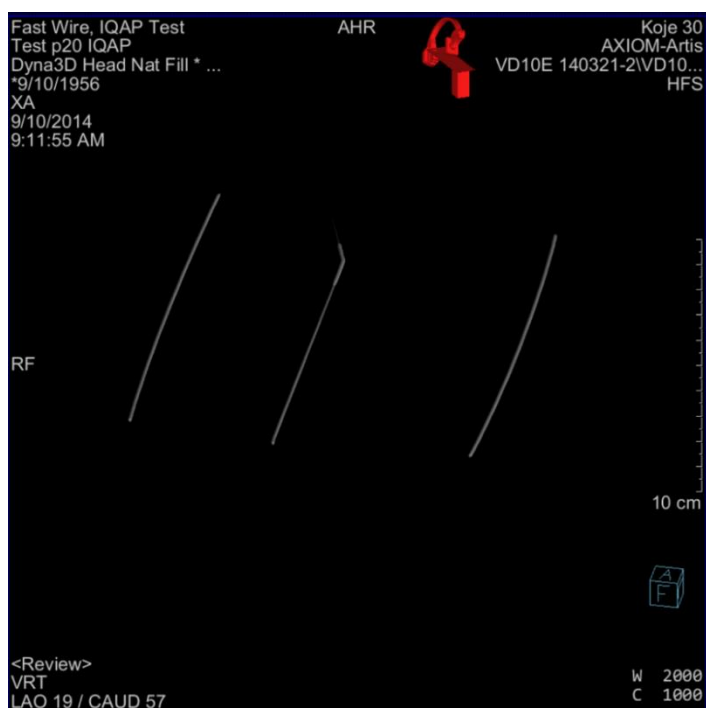 Fast Wire, IQAP Test
Test p20 IQAP
Dyna3D Head Nat Fill * ...
*9/10/1956
XA
9/10/2014
9:11:55 AM
AHR
Koje 30
AXIOM-Artis
VD10E 140321-2\VD10...
HFS
RF
10 cm
A
F
<Review>
VRT
LAO 19 / CAUD 57
W 2000
C 1000